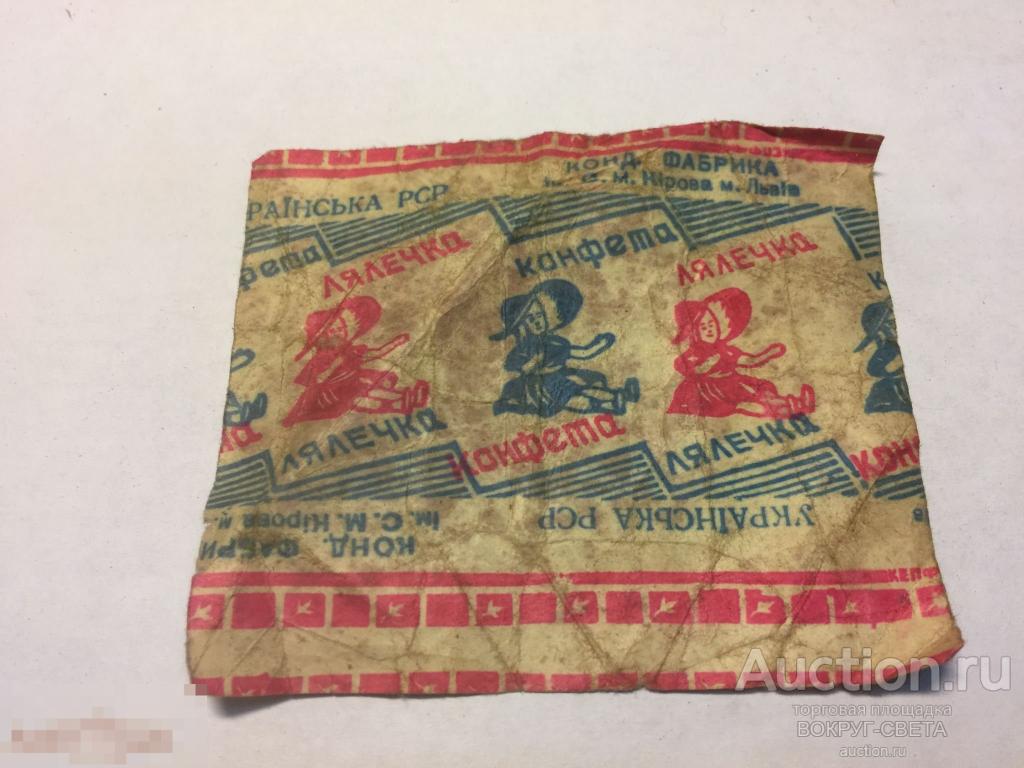 КОНД. ФАБРИКА
С. М. Кірова м. Львів
УКРАЇНСЬКА РСР
конфета
ЛЯЛЕЧКА
конфета
ЛЯЛЕЧКА
ЛЯЛЕЧКА
конфета
ЛЯЛЕЧКА
КОН
УКРАЇНСЬКА РСР
КОНД. ФАБРИ
ім. С. М. Кірова м.
Auction.ru
торговая площадка
ВОКРУГ-СВЕТА
auction.ru